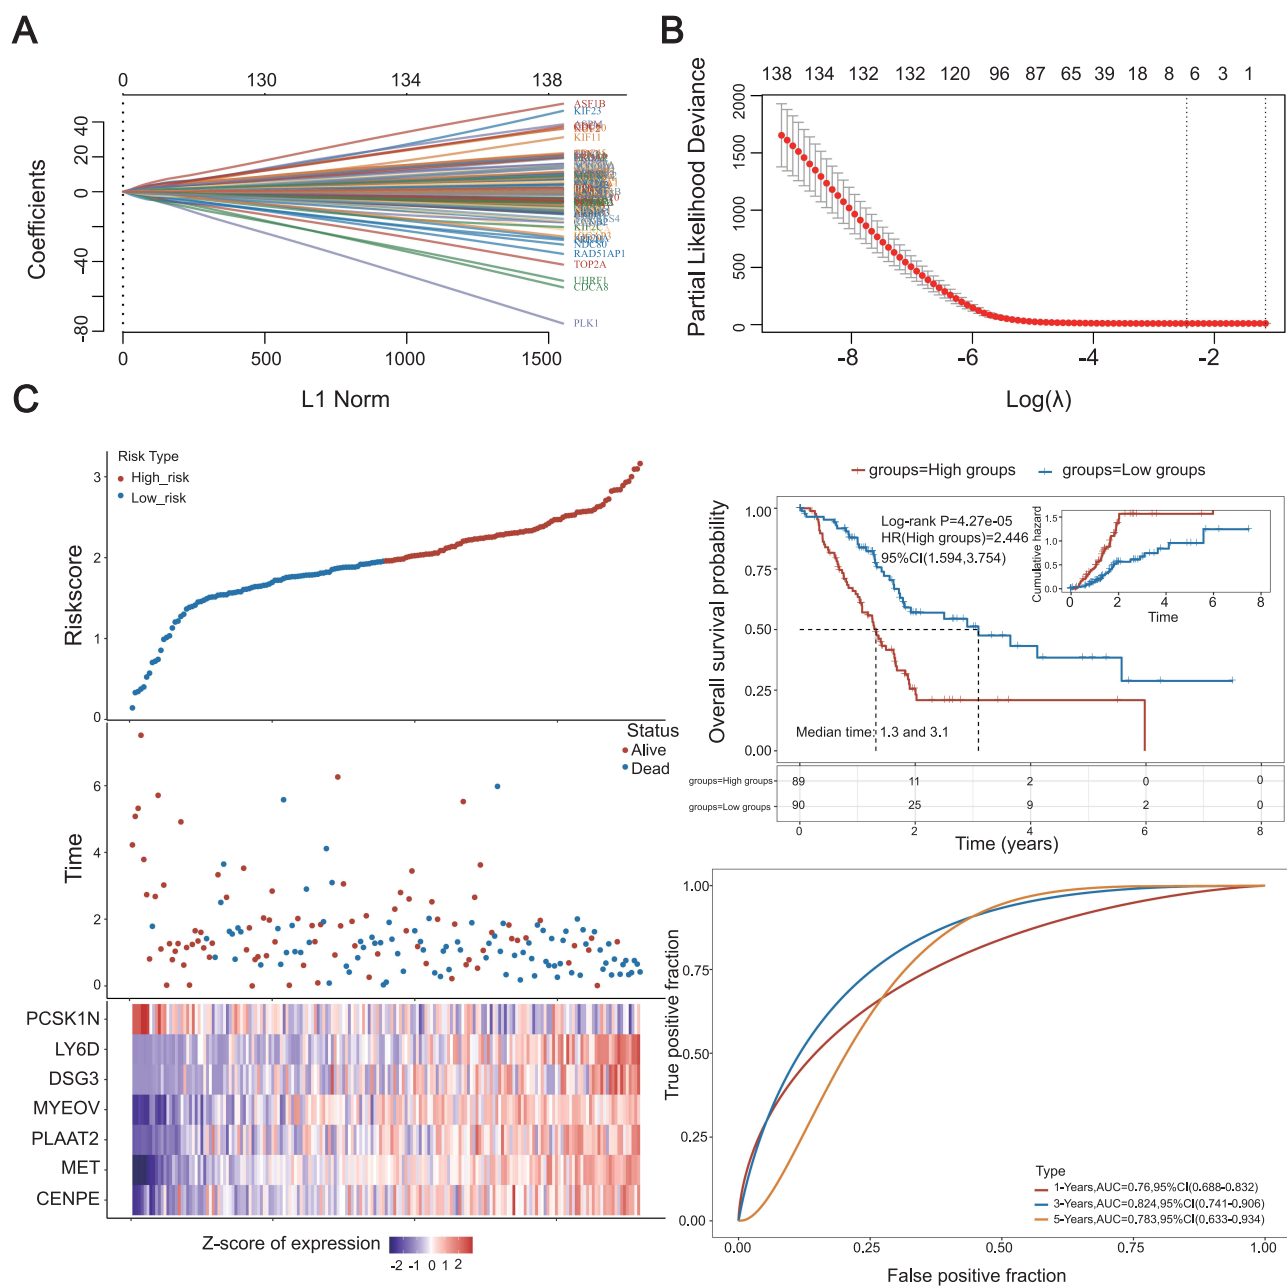 A
0 130 134 138
40
20
0
-40
-80
Coefficients
ASF1B
KIF23
KIF11
KIF2C
NDC80
RAD51AP1
TOP2A
UHRF1
CDCA8
PLK1
0 500 1000 1500
L1 Norm
B
138 134 132 132 120 96 87 65 39 18 8 6 3 1
Partial Likelihood Deviance
2000
1500
1000
500
0
-8 -6 -4 -2
Log(λ)
C
Risk Type
High_risk
Low_risk
Riskscore
3
2
1
0
Status
Alive
Dead
Time
6
4
2
0
PCSK1N
LY6D
DSG3
MYEOV
PLAAT2
MET
CENPE
Z-score of expression
-2 -1 0 1 2
groups=High groups groups=Low groups
Overall survival probability
1.00
0.75
0.50
0.25
0.00
Log-rank P=4.27e-05
HR(High groups)=2.446
95%CI(1.594,3.754)
Median time: 1.3 and 3.1
Cumulative hazard
1.5
1.0
0.5
0.0
0 2 4 6 8
Time
groups=High groups 89 11 2 0 0
groups=Low groups 90 25 9 2 0
0 2 4 6 8
Time (years)
True positive fraction
1.00
0.75
0.50
0.25
0.00
Type
1-Years,AUC=0.76,95%CI(0.688-0.832)
3-Years,AUC=0.824,95%CI(0.741-0.906)
5-Years,AUC=0.783,95%CI(0.633-0.934)
0.00 0.25 0.50 0.75 1.00
False positive fraction